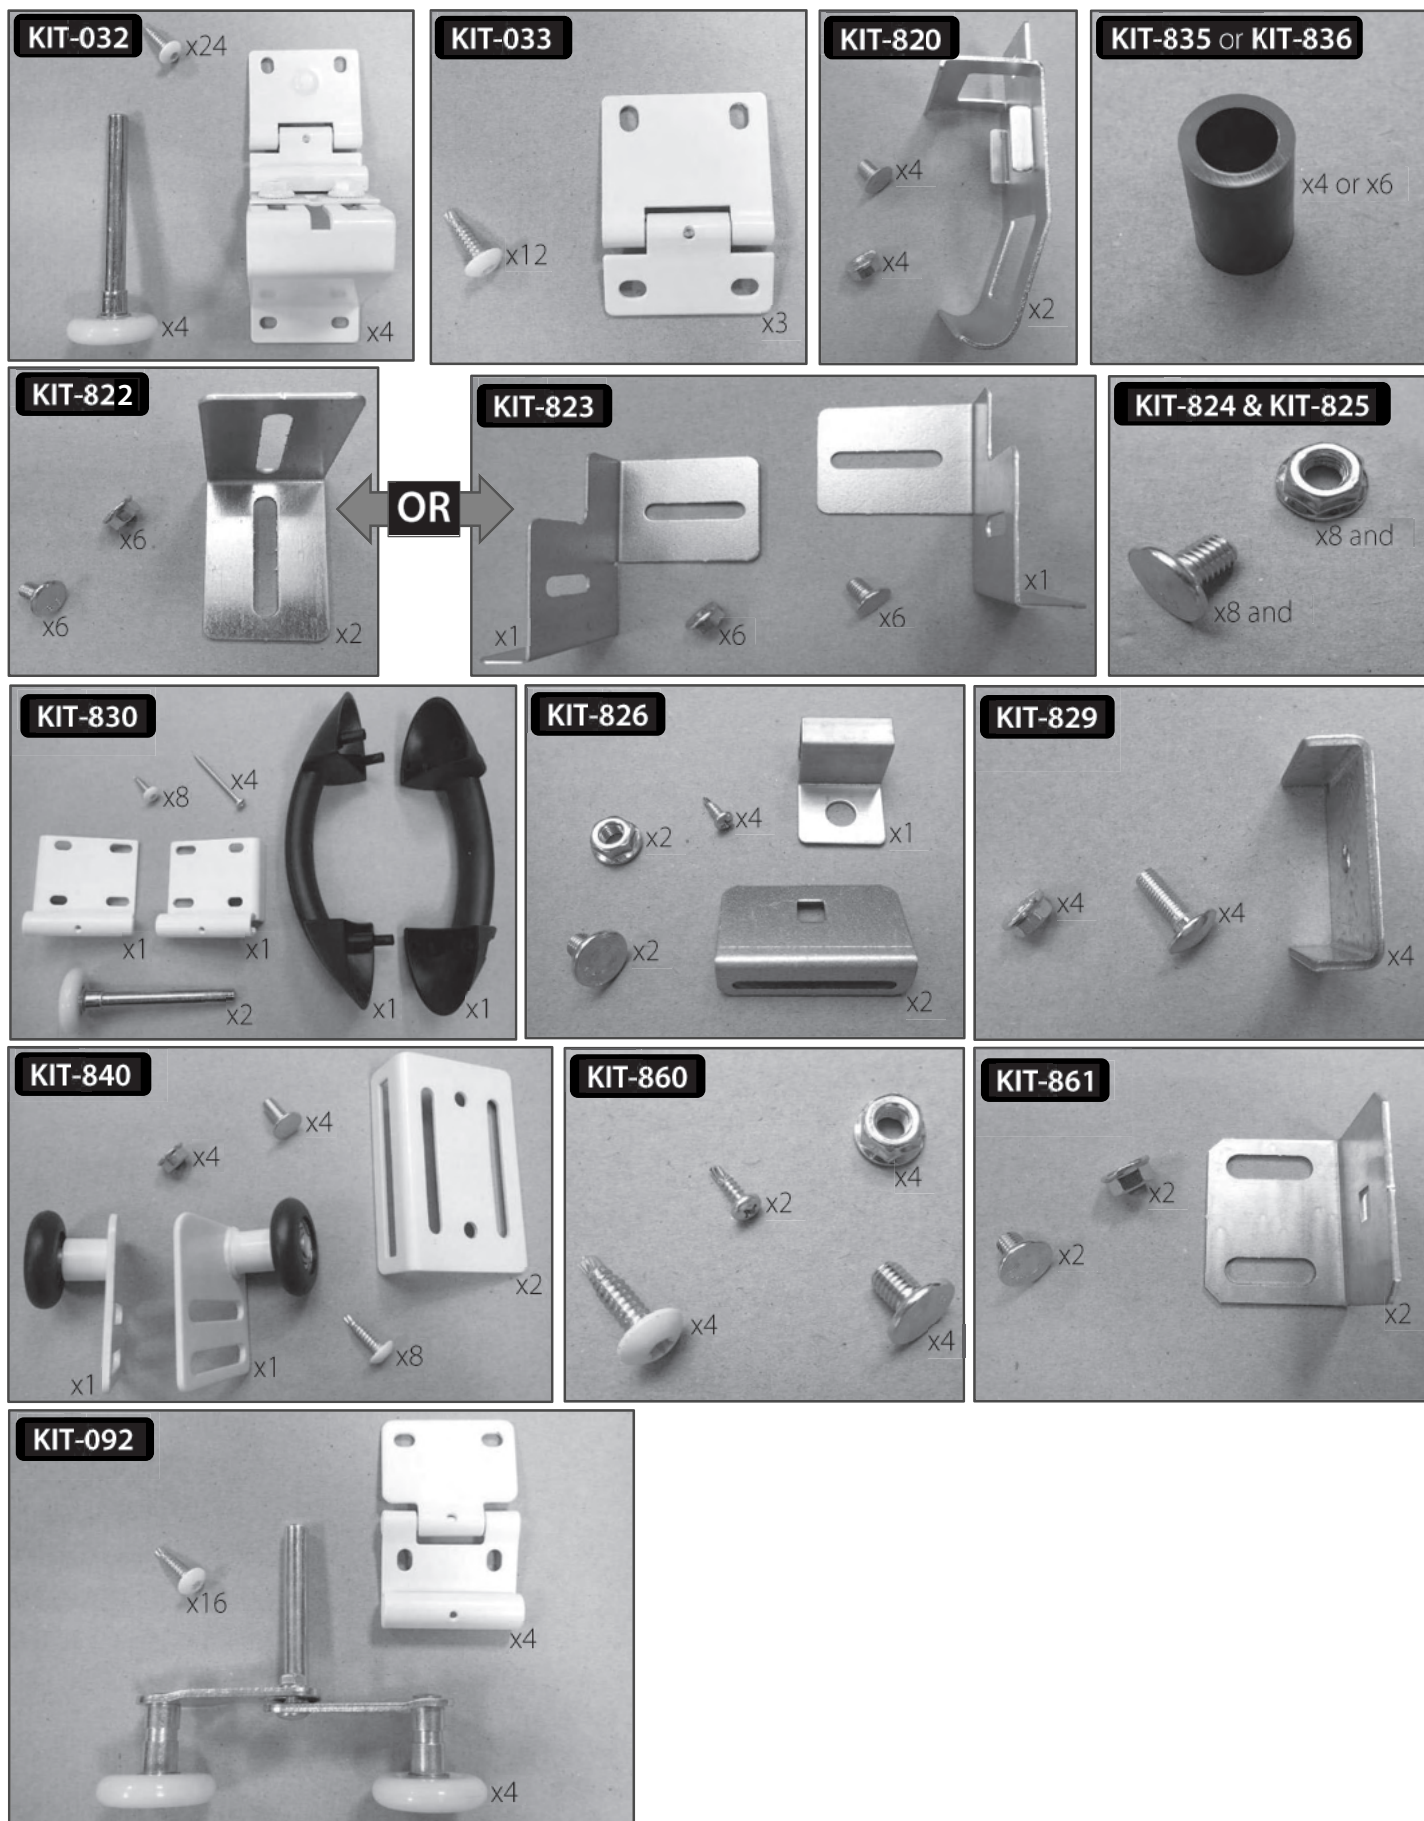 KIT-032
x24
x4
x4
KIT-033
x12
x3
KIT-820
x4
x4
x2
KIT-835 or KIT-836
x4 or x6
KIT-822
x6
x6
x2
OR
KIT-823
x1
x6
x6
x1
KIT-824 & KIT-825
x8 and
x8 and
KIT-830
x8
x4
x1
x1
x2
x1
x1
KIT-826
x2
x4
x1
x2
x2
KIT-829
x4
x4
x4
KIT-840
x4
x4
x2
x1
x1
x8
KIT-860
x4
x2
x4
x4
KIT-861
x2
x2
x2
KIT-092
x16
x4
x4